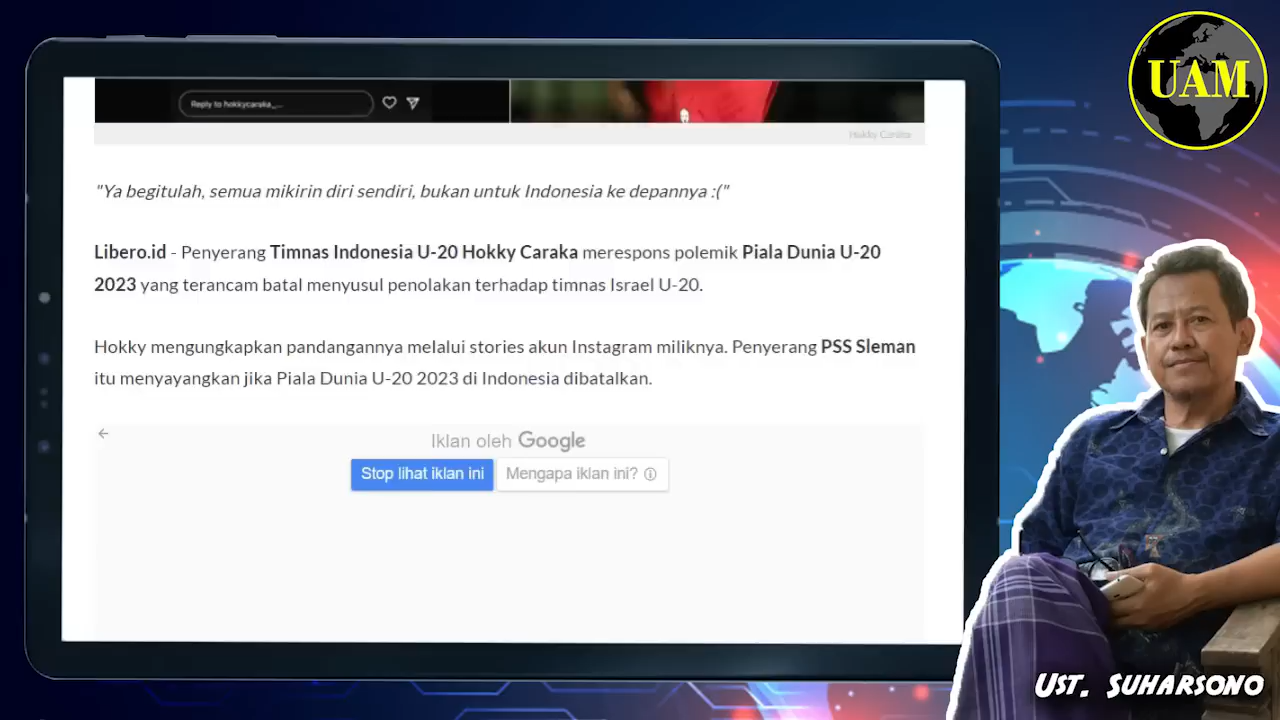 UAM
Reply to hokkycaraka_...
Hokky Caraka
"Ya begitulah, semua mikirin diri sendiri, bukan untuk Indonesia ke depannya :("
Libero.id - Penyerang Timnas Indonesia U-20 Hokky Caraka merespons polemik Piala Dunia U-20
2023 yang terancam batal menyusul penolakan terhadap timnas Israel U-20.
Hokky mengungkapkan pandangannya melalui stories akun Instagram miliknya. Penyerang PSS Sleman
itu menyayangkan jika Piala Dunia U-20 2023 di Indonesia dibatalkan.
Iklan oleh Google
Stop lihat iklan ini
Mengapa iklan ini?
Ust. Suharsono